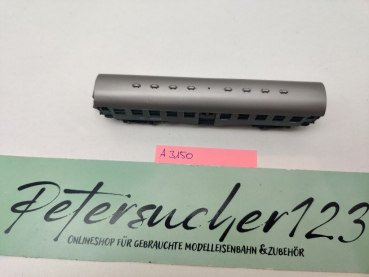 A 3150
Petersucher123
ONLINESHOP FÜR GEBRAUCHTE MODELLEISENBAHN & ZUBEHÖR